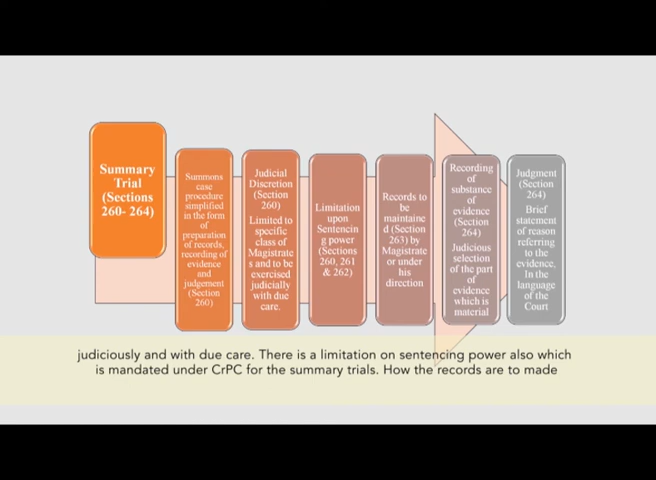 Summary
Trial
(Sections
260- 264)
Summons
case
procedure
simplified
in the form
of
preparation
of records,
recording of
evidence
and
judgement
(Section
260)
Judicial
Discretion
(Section
260)
Limited to
specific
class of
Magistrate
s and to be
exercised
judicially
with due
care.
Limitation
upon
Sentencin
g power
(Sections
260, 261
& 262)
Records to
be
maintaine
d (Section
263) by
Magistrate
or under
his
direction
Recording
of
substance
of
evidence
(Section
264)
Judicious
selection
of the part
of
evidence
which is
material
Judgment
(Section
264)
Brief
statement
of reason
referring
to the
evidence,
In the
language
of the
Court
judiciously and with due care. There is a limitation on sentencing power also which
is mandated under CrPC for the summary trials. How the records are to made